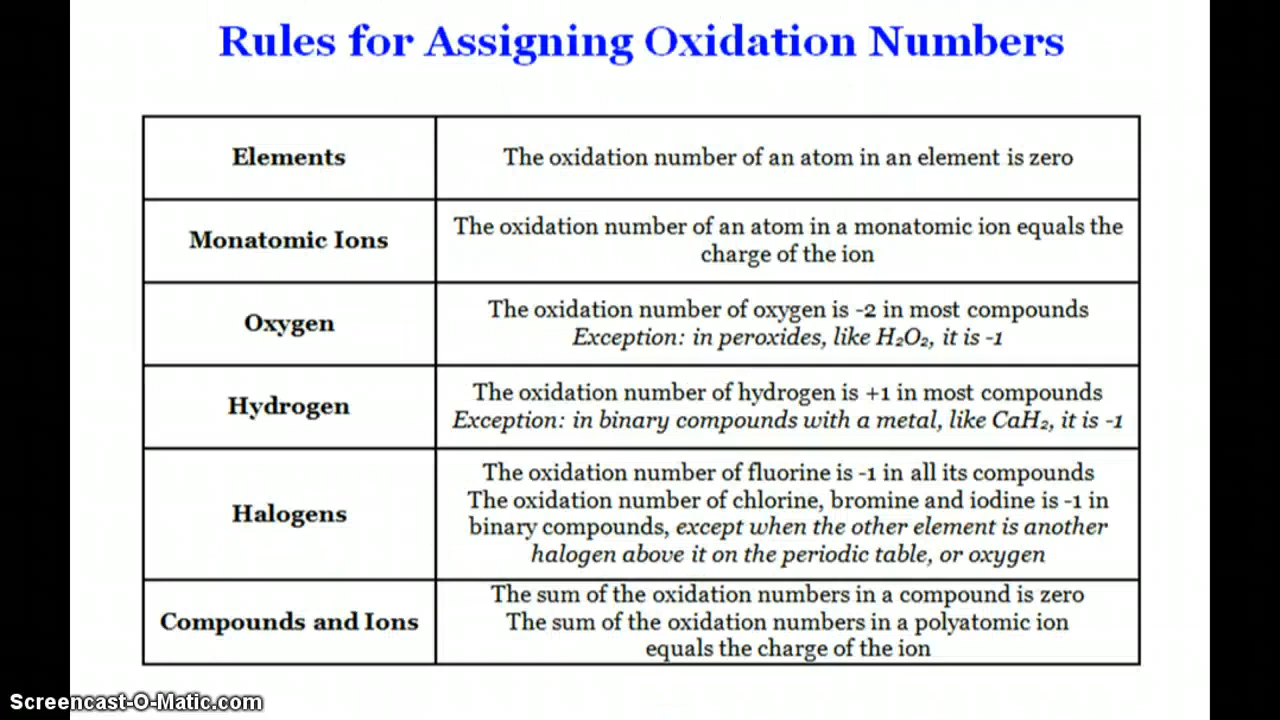 Rules for Assigning Oxidation Numbers
Elements
The oxidation number of an atom in an element is zero
Monatomic Ions
The oxidation number of an atom in a monatomic ion equals the
charge of the ion
Oxygen
The oxidation number of oxygen is -2 in most compounds
Exception: in peroxides, like H₂O₂, it is -1
Hydrogen
The oxidation number of hydrogen is +1 in most compounds
Exception: in binary compounds with a metal, like CaH₂, it is -1
Halogens
The oxidation number of fluorine is -1 in all its compounds
The oxidation number of chlorine, bromine and iodine is -1 in
binary compounds, except when the other element is another
halogen above it on the periodic table, or oxygen
Compounds and Ions
The sum of the oxidation numbers in a compound is zero
The sum of the oxidation numbers in a polyatomic ion
equals the charge of the ion
Screencast-O-Matic.com